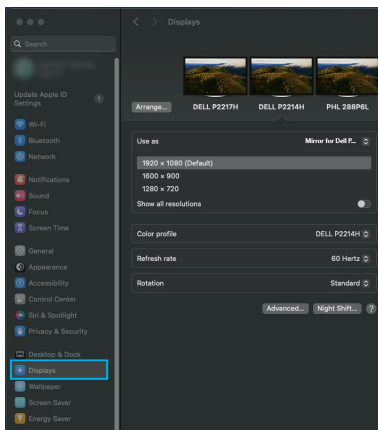 Displays
Search
Update Apple ID
Settings
1
Wi-Fi
Bluetooth
Network
Notifications
Sound
Focus
Screen Time
General
Appearance
Accessibility
Control Center
Siri & Spotlight
Privacy & Security
Desktop & Dock
Displays
Wallpaper
Screen Saver
Energy Saver
Arrange...
DELL P2217H
DELL P2214H
PHL 288P6L
Use as
Mirror for Dell P...
1920 × 1080 (Default)
1600 × 900
1280 × 720
Show all resolutions
Color profile
DELL P2214H
Refresh rate
60 Hertz
Rotation
Standard
Advanced...
Night Shift...
?